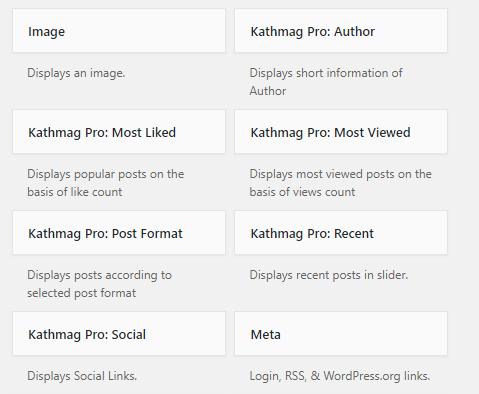 Image
Kathmag Pro: Author
Displays an image.
Displays short information of
Author
Kathmag Pro: Most Liked
Kathmag Pro: Most Viewed
Displays popular posts on the
basis of like count
Displays most viewed posts on the
basis of views count
Kathmag Pro: Post Format
Kathmag Pro: Recent
Displays posts according to
selected post format
Displays recent posts in slider.
Kathmag Pro: Social
Meta
Displays Social Links.
Login, RSS, & WordPress.org links.